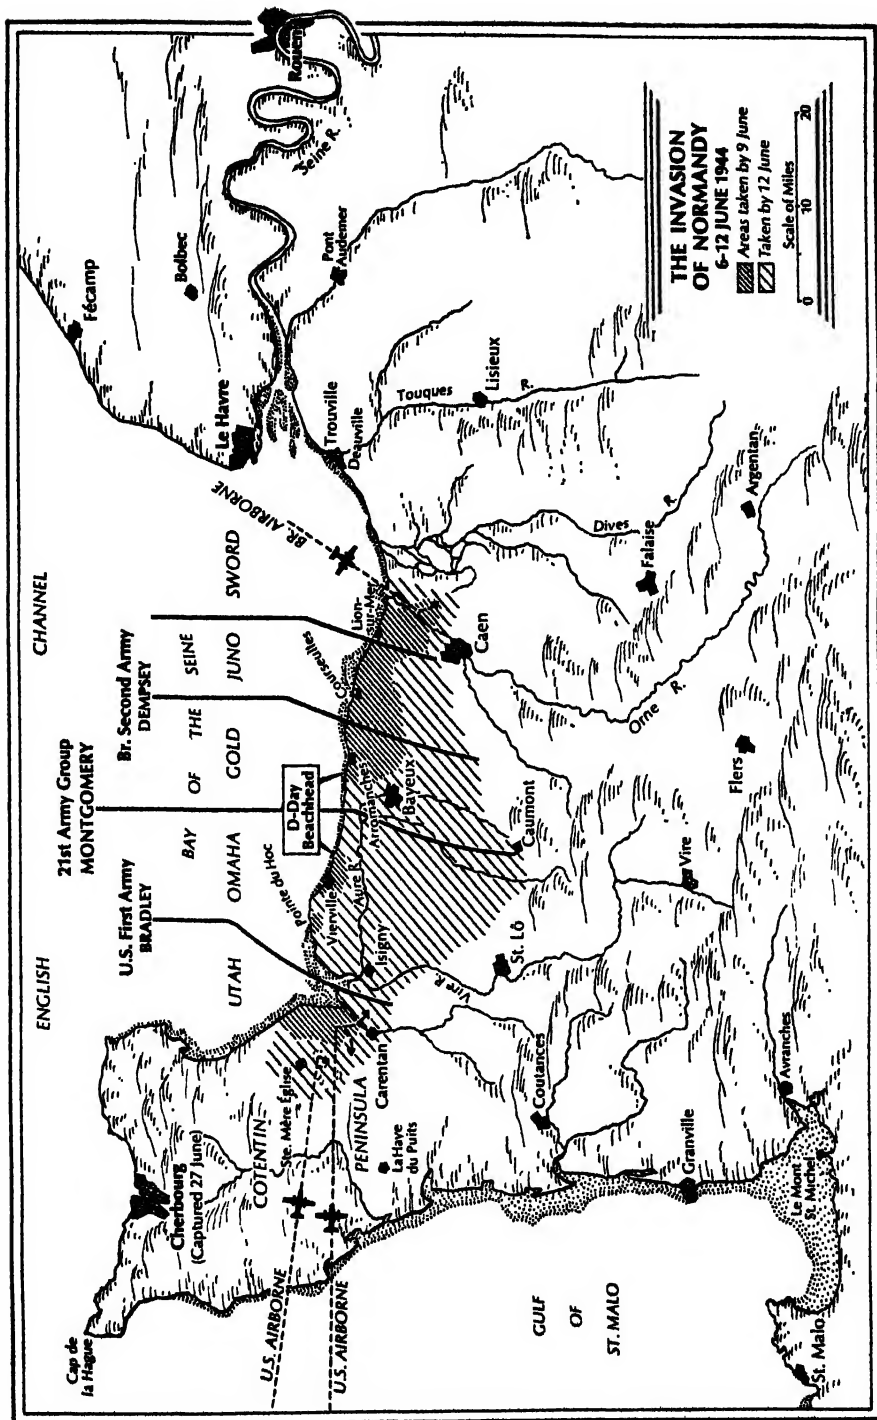 ENGLISH
CHANNEL
21st Army Group
MONTGOMERY
U.S. First Army
BRADLEY
Br. Second Army
DEMPSEY
BAY
OF
THE
SEINE
UTAH
OMAHA
GOLD
JUNO
SWORD
BR. AIRBORNE
D-Day
Beachhead
Cap de
la Hague
Cherbourg
(Captured 27 June)
COTENTIN
PENINSULA
U.S. AIRBORNE
U.S. AIRBORNE
Ste. Mère Église
Carentan
La Haye
du Puits
Pointe du Hoc
Vierville
Aure R.
Isigny
Arromanches
Bayeux
Courseulles
Lion-
sur-Mer
Caen
Le Havre
Fécamp
Bolbec
Seine R.
Rouen
Pont
Audemer
Trouville
Deauville
Touques
R.
Lisieux
Dives
R.
Falaise
Argentan
Orne R.
Flers
Caumont
Vire
St. Lô
Vire R.
Coutances
Granville
Avranches
Le Mont
St. Michel
St. Malo
GULF
OF
ST. MALO
THE INVASION
OF NORMANDY
6-12 JUNE 1944
Areas taken by 9 June
Taken by 12 June
Scale of Miles
0 10 20